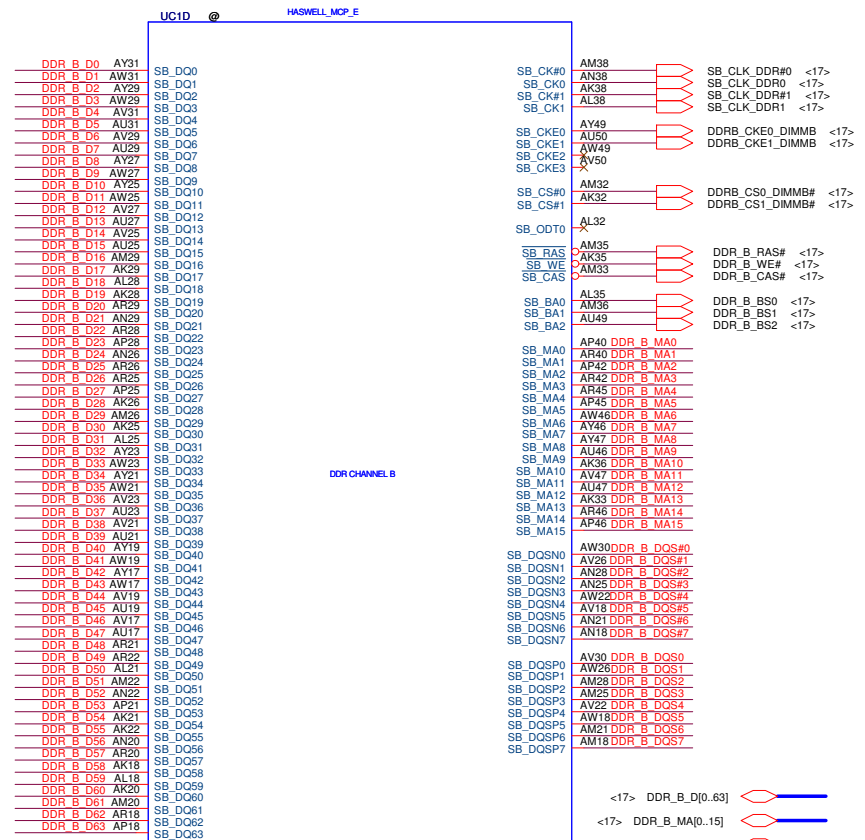 UC1D @ HASWELL_MCP_E
DDR_B_D0 AY31 SB_DQ0
DDR_B_D1 AW31 SB_DQ1
DDR_B_D2 AY29 SB_DQ2
DDR_B_D3 AW29 SB_DQ3
DDR_B_D4 AV31 SB_DQ4
DDR_B_D5 AU31 SB_DQ5
DDR_B_D6 AV29 SB_DQ6
DDR_B_D7 AU29 SB_DQ7
DDR_B_D8 AY27 SB_DQ8
DDR_B_D9 AW27 SB_DQ9
DDR_B_D10 AY25 SB_DQ10
DDR_B_D11 AW25 SB_DQ11
DDR_B_D12 AV27 SB_DQ12
DDR_B_D13 AU27 SB_DQ13
DDR_B_D14 AV25 SB_DQ14
DDR_B_D15 AU25 SB_DQ15
DDR_B_D16 AM29 SB_DQ16
DDR_B_D17 AK29 SB_DQ17
DDR_B_D18 AL28 SB_DQ18
DDR_B_D19 AK28 SB_DQ19
DDR_B_D20 AR29 SB_DQ20
DDR_B_D21 AN29 SB_DQ21
DDR_B_D22 AR28 SB_DQ22
DDR_B_D23 AP28 SB_DQ23
DDR_B_D24 AN26 SB_DQ24
DDR_B_D25 AR26 SB_DQ25
DDR_B_D26 AR25 SB_DQ26
DDR_B_D27 AP25 SB_DQ27
DDR_B_D28 AK26 SB_DQ28
DDR_B_D29 AM26 SB_DQ29
DDR_B_D30 AK25 SB_DQ30
DDR_B_D31 AL25 SB_DQ31
DDR_B_D32 AY23 SB_DQ32
DDR_B_D33 AW23 SB_DQ33
DDR_B_D34 AY21 SB_DQ34
DDR_B_D35 AW21 SB_DQ35
DDR_B_D36 AV23 SB_DQ36
DDR_B_D37 AU23 SB_DQ37
DDR_B_D38 AV21 SB_DQ38
DDR_B_D39 AU21 SB_DQ39
DDR_B_D40 AY19 SB_DQ40
DDR_B_D41 AW19 SB_DQ41
DDR_B_D42 AY17 SB_DQ42
DDR_B_D43 AW17 SB_DQ43
DDR_B_D44 AV19 SB_DQ44
DDR_B_D45 AU19 SB_DQ45
DDR_B_D46 AV17 SB_DQ46
DDR_B_D47 AU17 SB_DQ47
DDR_B_D48 AR21 SB_DQ48
DDR_B_D49 AR22 SB_DQ49
DDR_B_D50 AL21 SB_DQ50
DDR_B_D51 AM22 SB_DQ51
DDR_B_D52 AN22 SB_DQ52
DDR_B_D53 AP21 SB_DQ53
DDR_B_D54 AK21 SB_DQ54
DDR_B_D55 AK22 SB_DQ55
DDR_B_D56 AN20 SB_DQ56
DDR_B_D57 AR20 SB_DQ57
DDR_B_D58 AK18 SB_DQ58
DDR_B_D59 AL18 SB_DQ59
DDR_B_D60 AK20 SB_DQ60
DDR_B_D61 AM20 SB_DQ61
DDR_B_D62 AR18 SB_DQ62
DDR_B_D63 AP18 SB_DQ63
DDR CHANNEL B
SB_CK#0 AM38 SB_CLK_DDR#0 <17>
SB_CK0 AN38 SB_CLK_DDR0 <17>
SB_CK#1 AK38 SB_CLK_DDR#1 <17>
SB_CK1 AL38 SB_CLK_DDR1 <17>
SB_CKE0 AY49 DDRB_CKE0_DIMMB <17>
SB_CKE1 AU50 DDRB_CKE1_DIMMB <17>
SB_CKE2 AW49
SB_CKE3 AV50
SB_CS#0 AM32 DDRB_CS0_DIMMB# <17>
SB_CS#1 AK32 DDRB_CS1_DIMMB# <17>
SB_ODT0 AL32
SB_RAS AM35 DDR_B_RAS# <17>
SB_WE AK35 DDR_B_WE# <17>
SB_CAS AM33 DDR_B_CAS# <17>
SB_BA0 AL35 DDR_B_BS0 <17>
SB_BA1 AM36 DDR_B_BS1 <17>
SB_BA2 AU49 DDR_B_BS2 <17>
SB_MA0 AP40 DDR_B_MA0
SB_MA1 AR40 DDR_B_MA1
SB_MA2 AP42 DDR_B_MA2
SB_MA3 AR42 DDR_B_MA3
SB_MA4 AR45 DDR_B_MA4
SB_MA5 AP45 DDR_B_MA5
SB_MA6 AW46 DDR_B_MA6
SB_MA7 AY46 DDR_B_MA7
SB_MA8 AY47 DDR_B_MA8
SB_MA9 AU46 DDR_B_MA9
SB_MA10 AK36 DDR_B_MA10
SB_MA11 AV47 DDR_B_MA11
SB_MA12 AU47 DDR_B_MA12
SB_MA13 AK33 DDR_B_MA13
SB_MA14 AR46 DDR_B_MA14
SB_MA15 AP46 DDR_B_MA15
SB_DQSN0 AW30 DDR_B_DQS#0
SB_DQSN1 AV26 DDR_B_DQS#1
SB_DQSN2 AN28 DDR_B_DQS#2
SB_DQSN3 AN25 DDR_B_DQS#3
SB_DQSN4 AW22 DDR_B_DQS#4
SB_DQSN5 AV18 DDR_B_DQS#5
SB_DQSN6 AN21 DDR_B_DQS#6
SB_DQSN7 AN18 DDR_B_DQS#7
SB_DQSP0 AV30 DDR_B_DQS0
SB_DQSP1 AW26 DDR_B_DQS1
SB_DQSP2 AM28 DDR_B_DQS2
SB_DQSP3 AM25 DDR_B_DQS3
SB_DQSP4 AV22 DDR_B_DQS4
SB_DQSP5 AW18 DDR_B_DQS5
SB_DQSP6 AM21 DDR_B_DQS6
SB_DQSP7 AM18 DDR_B_DQS7
<17> DDR_B_D[0..63]
<17> DDR_B_MA[0..15]